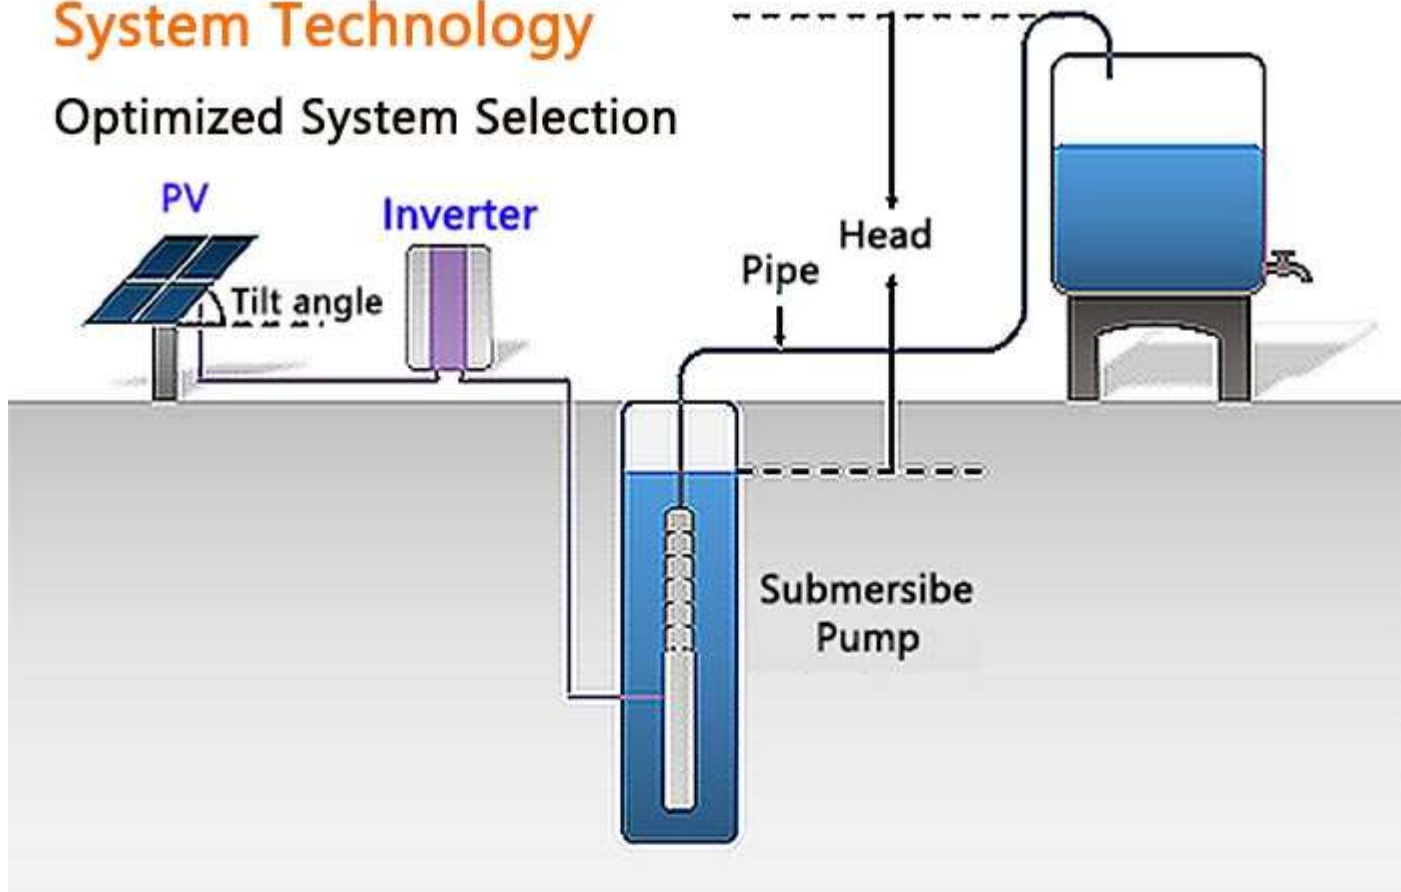 System Technology
Optimized System Selection
PV
Inverter
Tilt angle
Head
Pipe
Submersibe
Pump